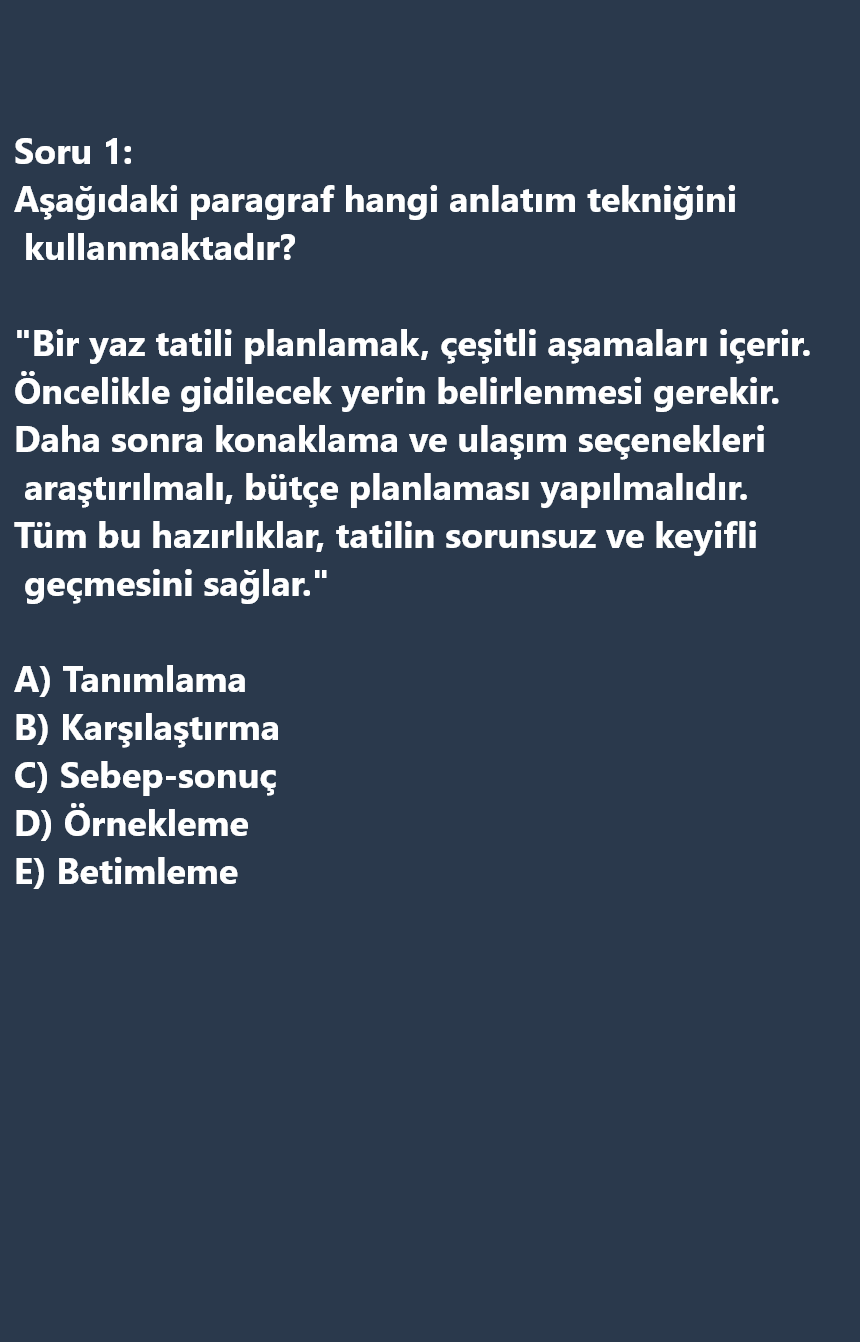 Soru 1:
Aşağıdaki paragraf hangi anlatım tekniğini
kullanmaktadır?
"Bir yaz tatili planlamak, çeşitli aşamaları içerir.
Öncelikle gidilecek yerin belirlenmesi gerekir.
Daha sonra konaklama ve ulaşım seçenekleri
araştırılmalı, bütçe planlaması yapılmalıdır.
Tüm bu hazırlıklar, tatilin sorunsuz ve keyifli
geçmesini sağlar."
A) Tanımlama
B) Karşılaştırma
C) Sebep-sonuç
D) Örnekleme
E) Betimleme